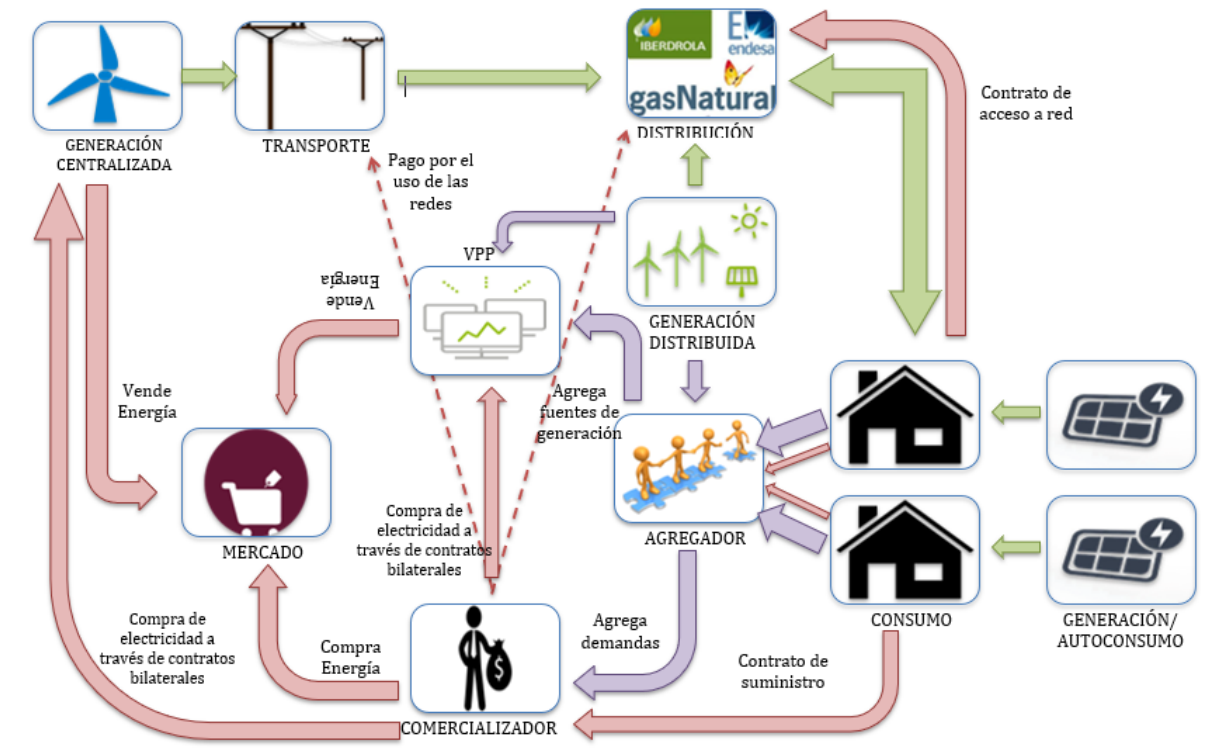 IBERDROLA
endesa
gasNatural
GENERACIÓN
CENTRALIZADA
TRANSPORTE
DISTRIBUCIÓN
Contrato de
acceso a red
Pago por el
uso de las
redes
VPP
Vende
Energía
GENERACIÓN
DISTRIBUIDA
Vende
Energía
Agrega
fuentes de
generación
MERCADO
Compra de
electricidad a
través de contratos
bilaterales
AGREGADOR
CONSUMO
GENERACIÓN/
AUTOCONSUMO
Compra de
electricidad a
través de contratos
bilaterales
Compra
Energía
Agrega
demandas
Contrato de
suministro
$
COMERCIALIZADOR